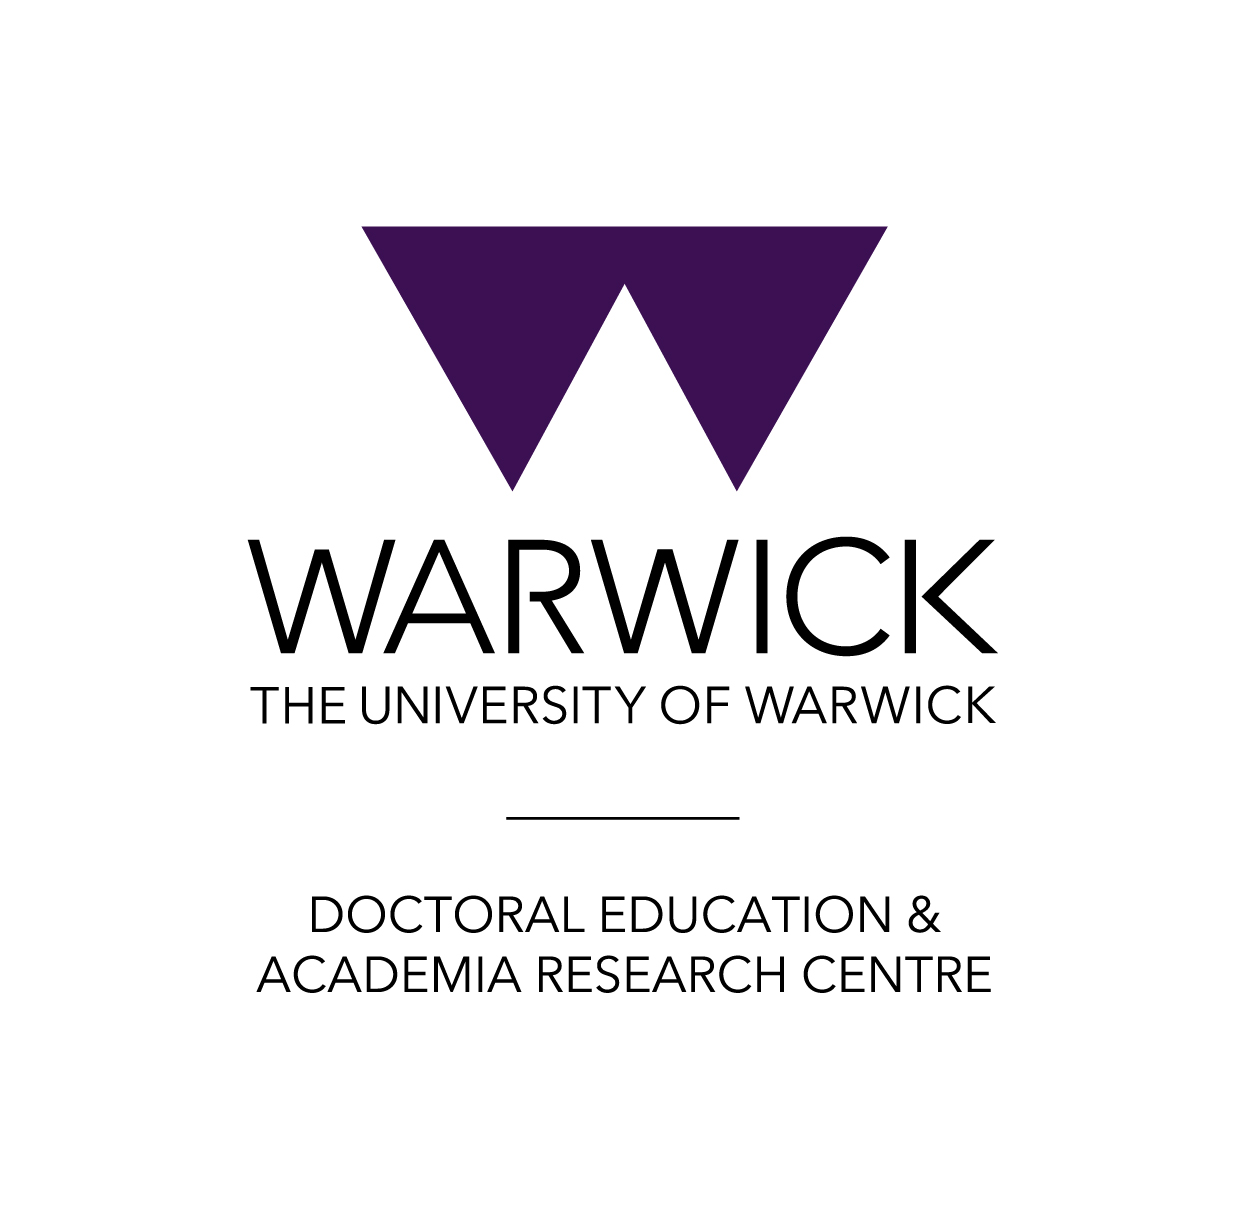 WARWICK
THE UNIVERSITY OF WARWICK
DOCTORAL EDUCATION &
ACADEMIA RESEARCH CENTRE